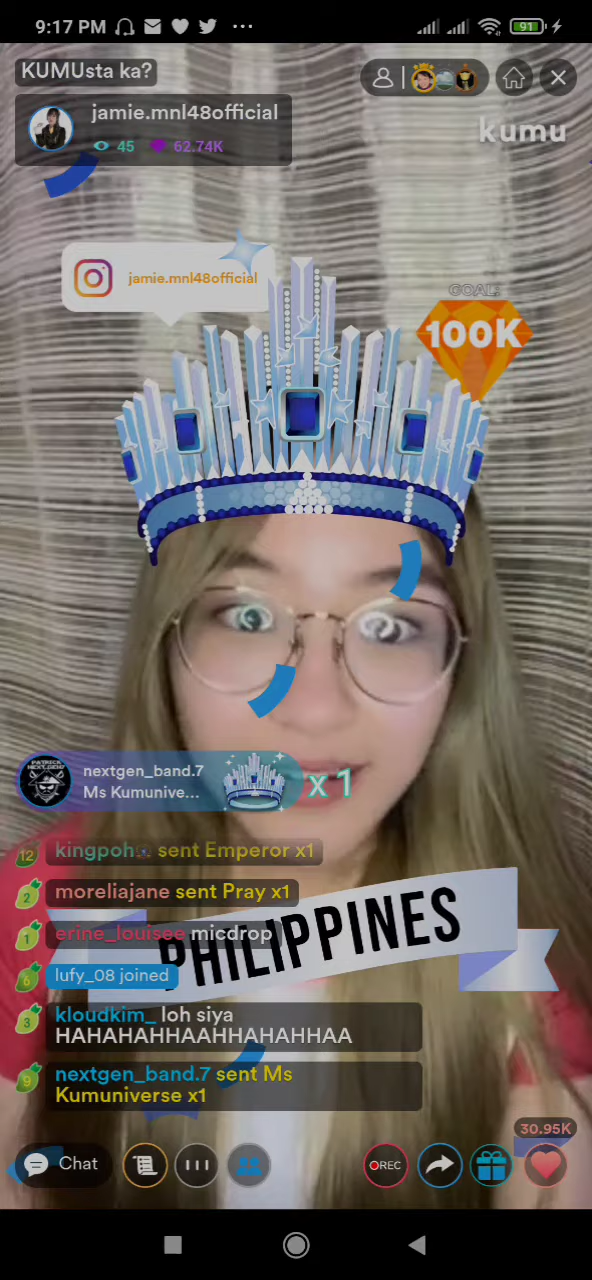 9:17 PM
91
KUMUsta ka?
jamie.mnl48official
45 62.74K
kumu
jamie.mnl48official
GOAL:
100K
nextgen_band.7
Ms Kumunive...
x 1
12 kingpoh sent Emperor x1
2 moreliajane sent Pray x1
1 erine_louisee micdrop
PHILIPPINES
6 lufy_08 joined
3 kloudkim_ loh siya
HAHAHAHHAAHHAHAHHAA
9 nextgen_band.7 sent Ms
Kumuniverse x1
30.95K
Chat
REC